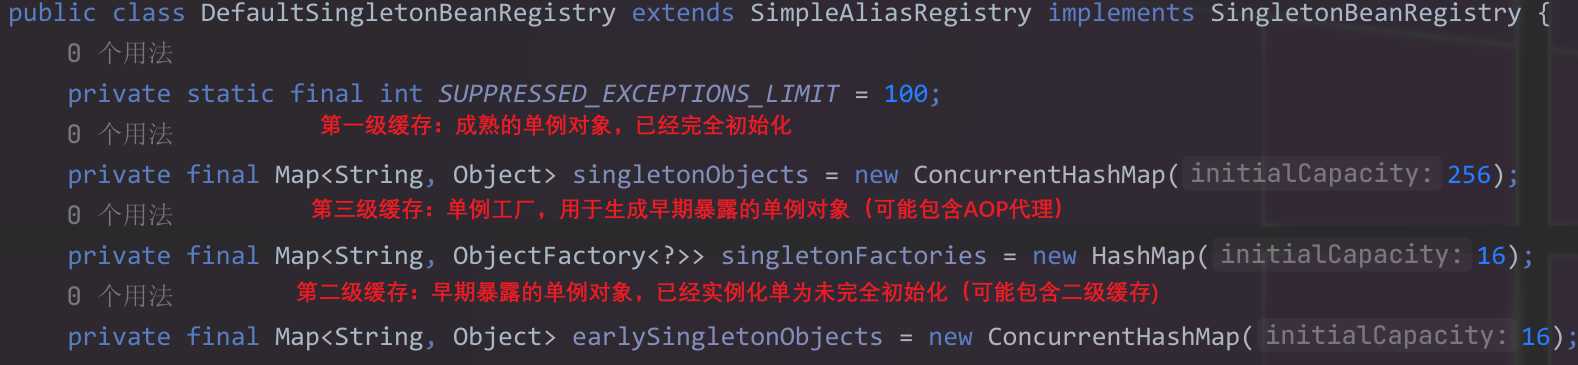 public class DefaultSingletonBeanRegistry extends SimpleAliasRegistry implements SingletonBeanRegistry {
0 个用法
private static final int SUPPRESSED_EXCEPTIONS_LIMIT = 100;
第一级缓存：成熟的单例对象，已经完全初始化
0 个用法
private final Map<String, Object> singletonObjects = new ConcurrentHashMap( initialCapacity: 256);
0 个用法
第三级缓存：单例工厂，用于生成早期暴露的单例对象（可能包含AOP代理）
private final Map<String, ObjectFactory<?>> singletonFactories = new HashMap( initialCapacity: 16);
0 个用法
第二级缓存：早期暴露的单例对象，已经实例化单为未完全初始化（可能包含二级缓存)
private final Map<String, Object> earlySingletonObjects = new ConcurrentHashMap( initialCapacity: 16);